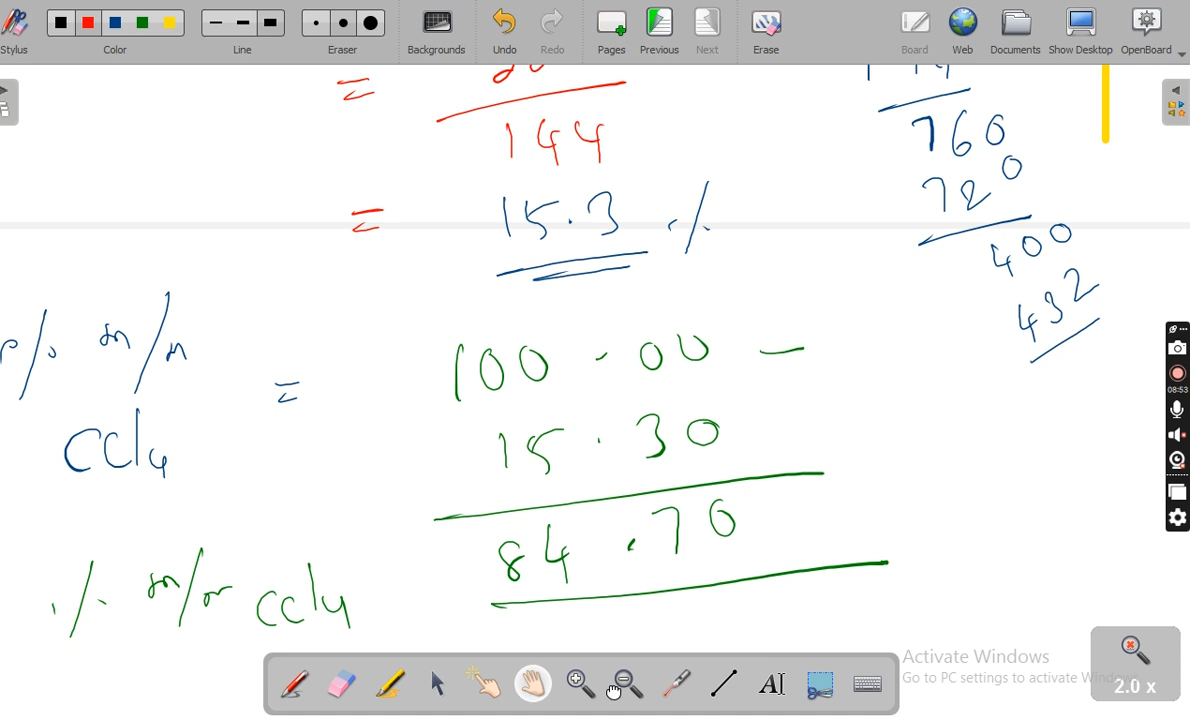 Stylus Color Line Eraser Backgrounds Undo Redo Pages Previous Next Erase Board Web Documents Show Desktop OpenBoard
=
144
760
= 15.3 %
720
400
432
m/m = 100.00 -
CCl4 15.30
84.70
% m/m CCl4
08:53
Activate Windows
Go to PC settings to activate Windows.
2.0 x